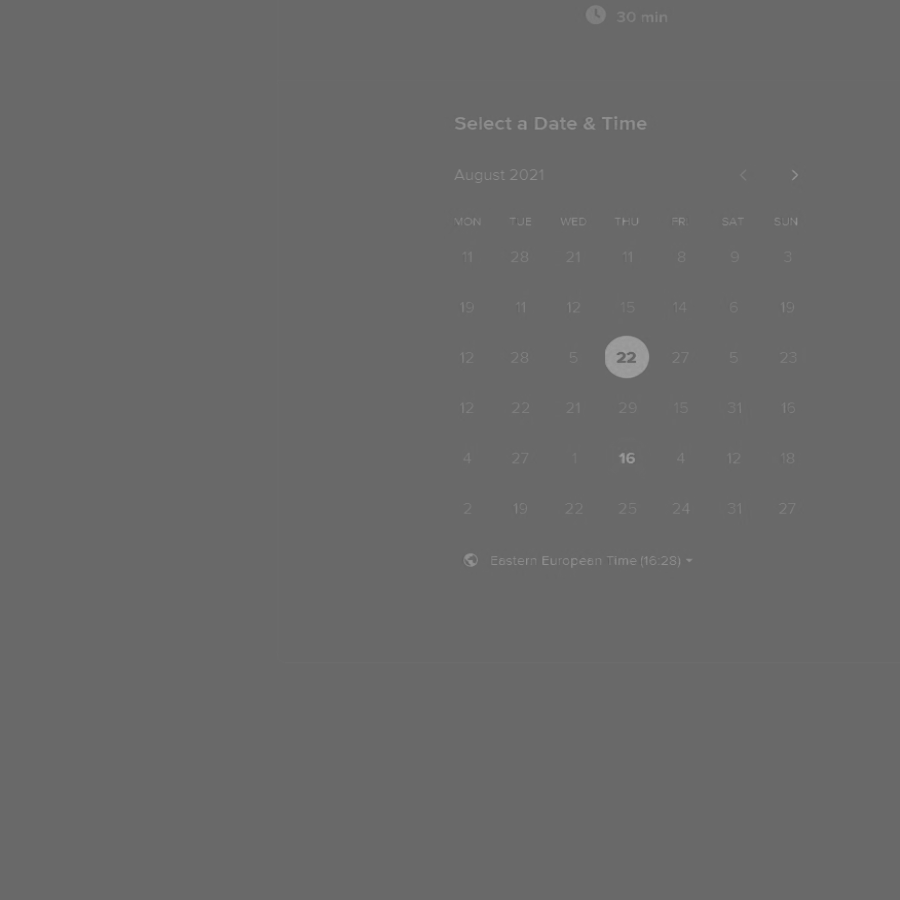 30 min
Select a Date & Time
August 2021
MON TUE WED THU FRI SAT SUN
11 28 21 11 8 9 3
19 11 12 15 14 6 19
12 28 5 22 27 5 23
12 22 21 29 15 31 15
4 27 1 16 4 12 18
2 19 22 25 24 31 27
Eastern European Time (16:28)